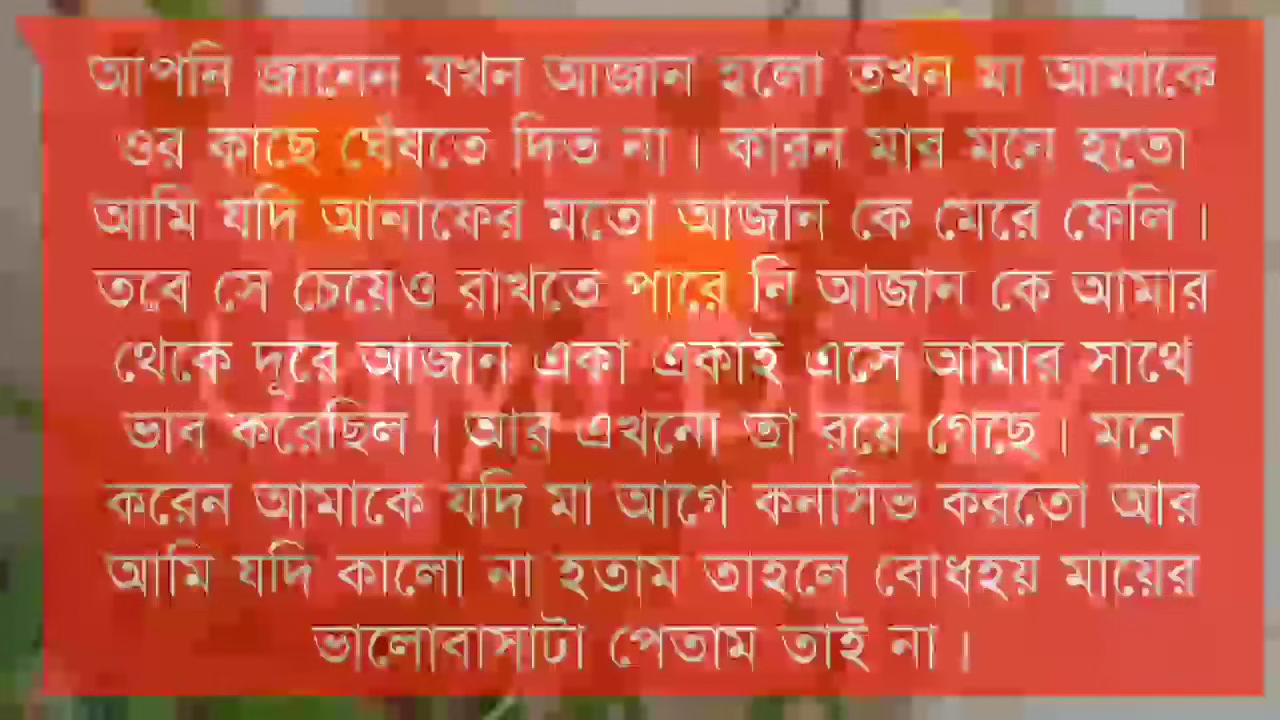 আপনি জানেন যখন আজান হলো তখন মা আমাকে
ওর কাছে ঘেঁষতে দিত না । কারন মার মনে হতো
আমি যদি আনাফের মতো আজান কে মেরে ফেলি ।
তবে সে চেয়েও রাখতে পারে নি আজান কে আমার
থেকে দূরে আজান একা একাই এসে আমার সাথে
ভাব করেছিল । আর এখনো তা রয়ে গেছে । মনে
করেন আমাকে যদি মা আগে কনসিভ করতো আর
আমি যদি কালো না হতাম তাহলে বোধহয় মায়ের
ভালোবাসাটা পেতাম তাই না ।